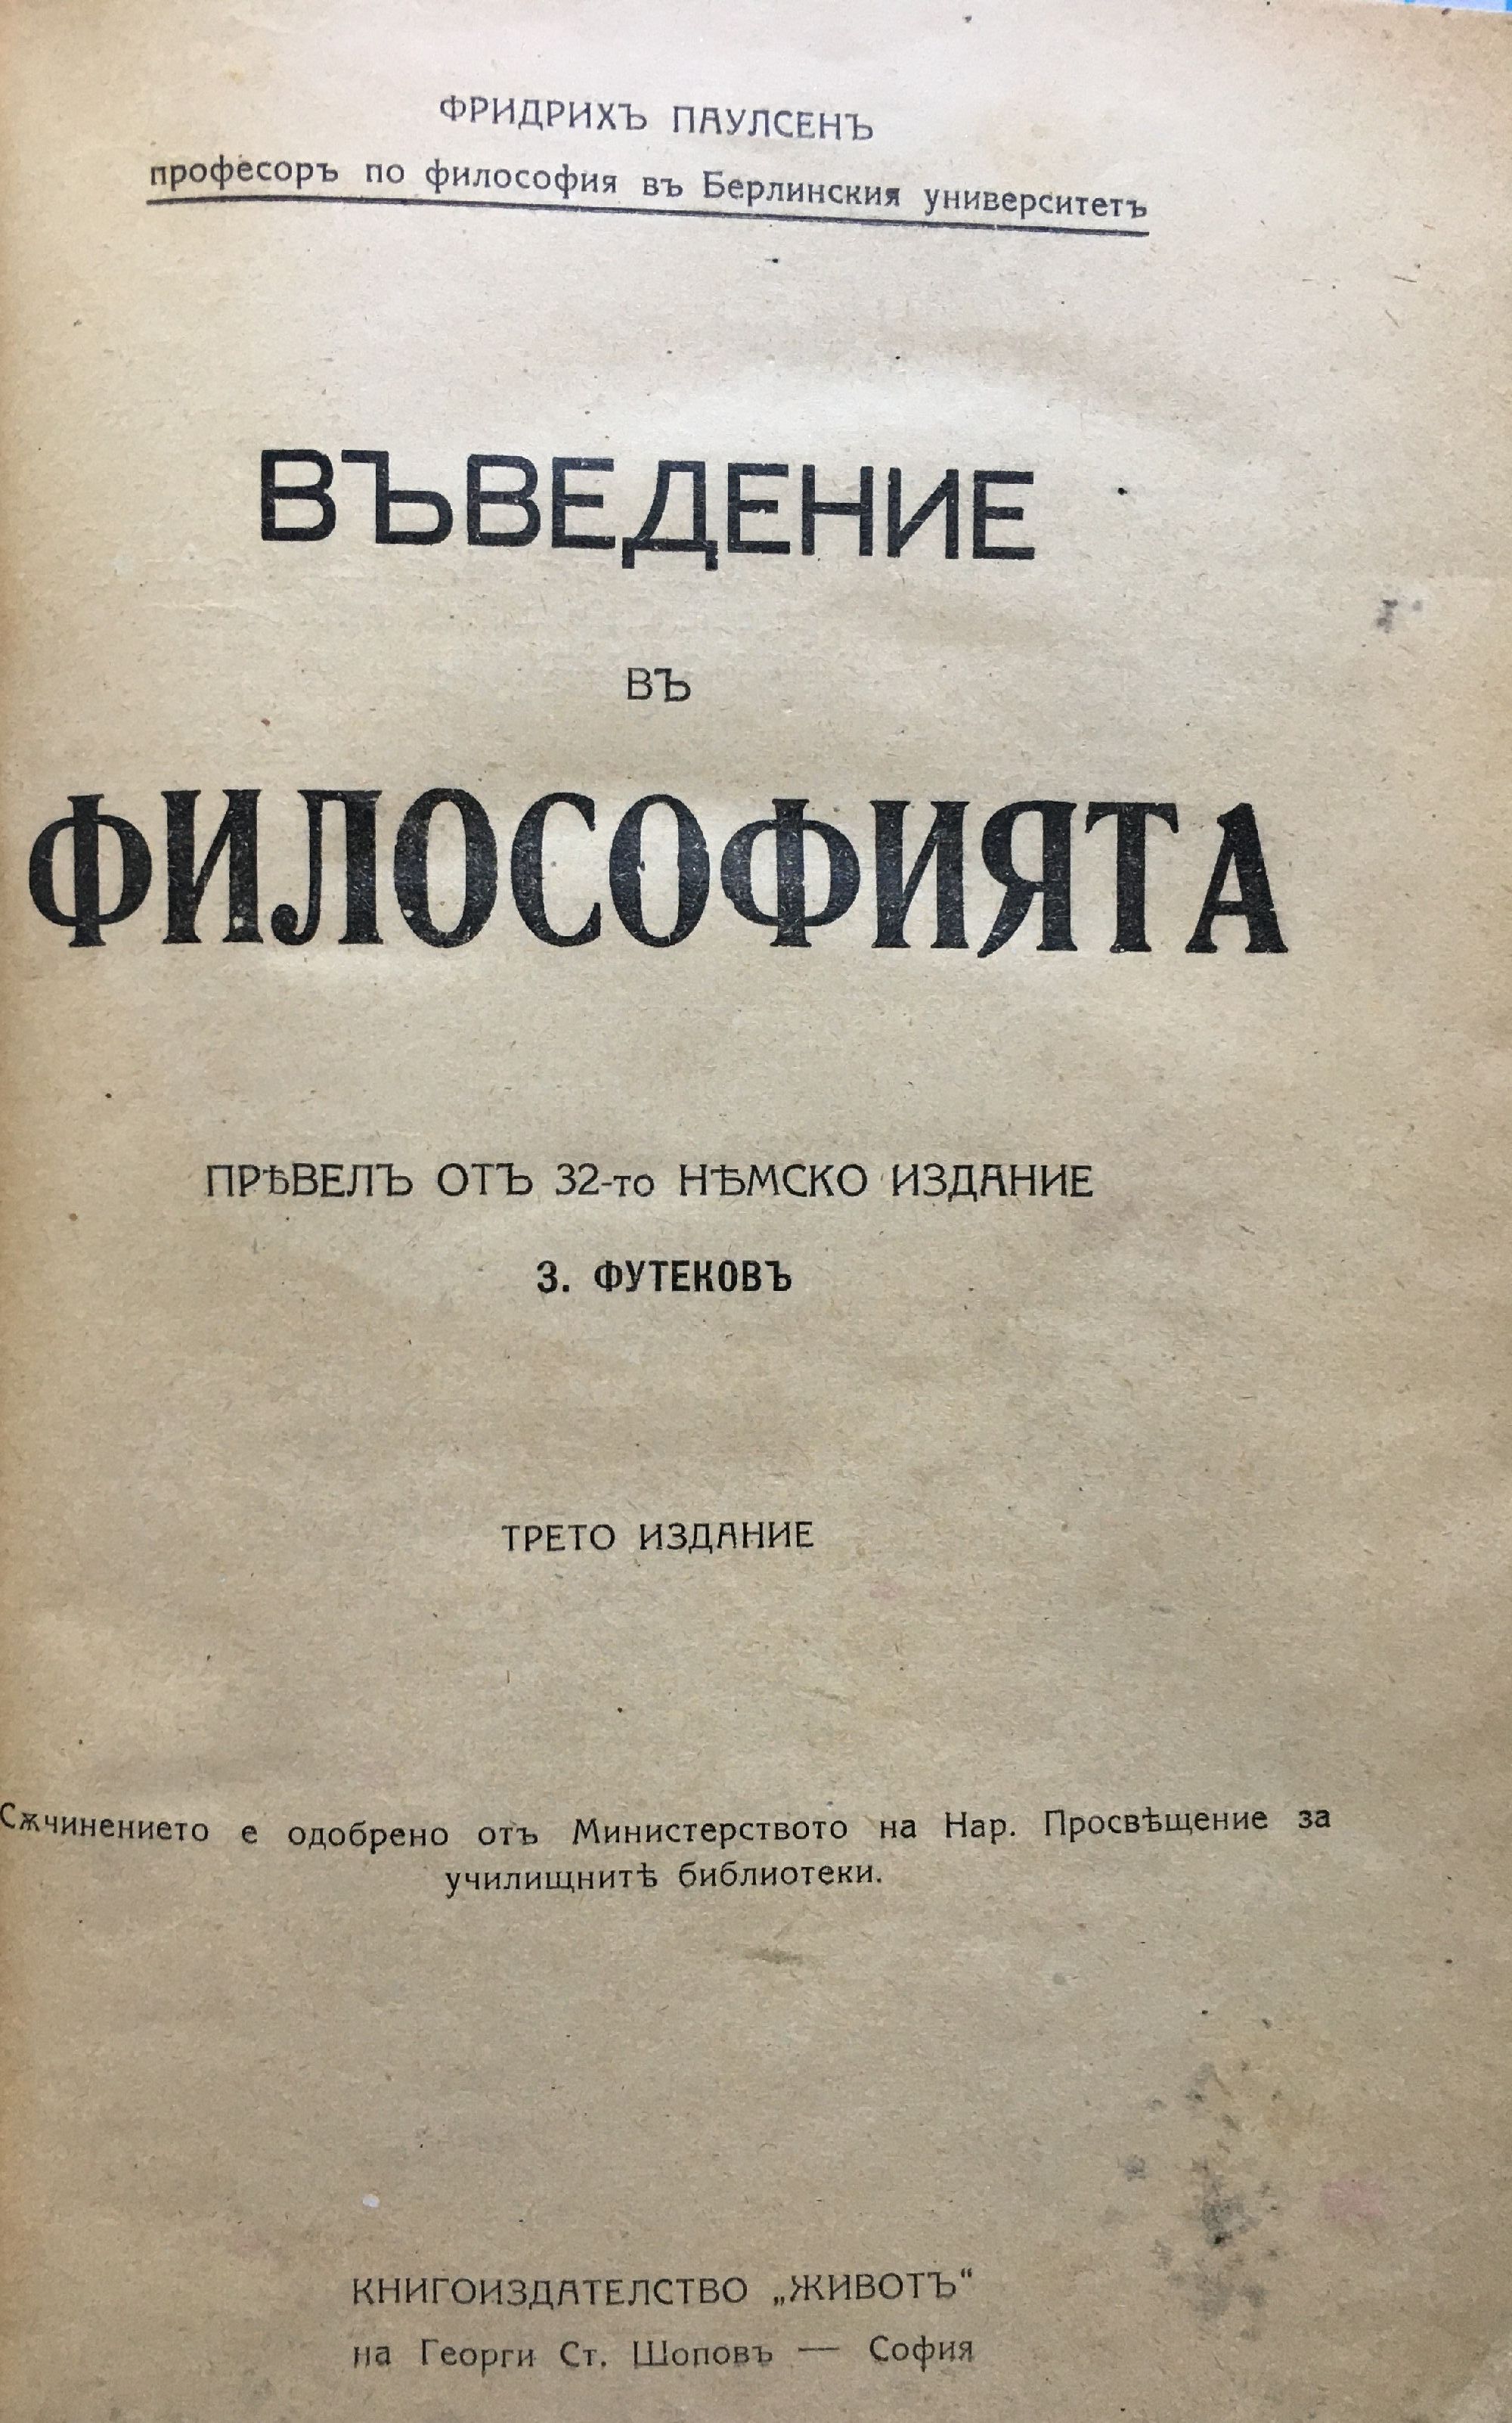 ФРИДРИХЪ ПАУЛСЕНЪ
професоръ по философия въ Берлинския университетъ
ВЪВЕДЕНИЕ
ВЪ
ФИЛОСОФИЯТА
ПРѢВЕЛЪ ОТЪ 32-то НѢМСКО ИЗДАНИЕ
З. ФУТЕКОВЪ
ТРЕТО ИЗДАНИЕ
Сѫчинението е одобрено отъ Министерството на Нар. Просвѣщение за
училищнитѣ библиотеки.
КНИГОИЗДАТЕЛСТВО „ЖИВОТЪ“
на Георги Ст. Шоповъ — София